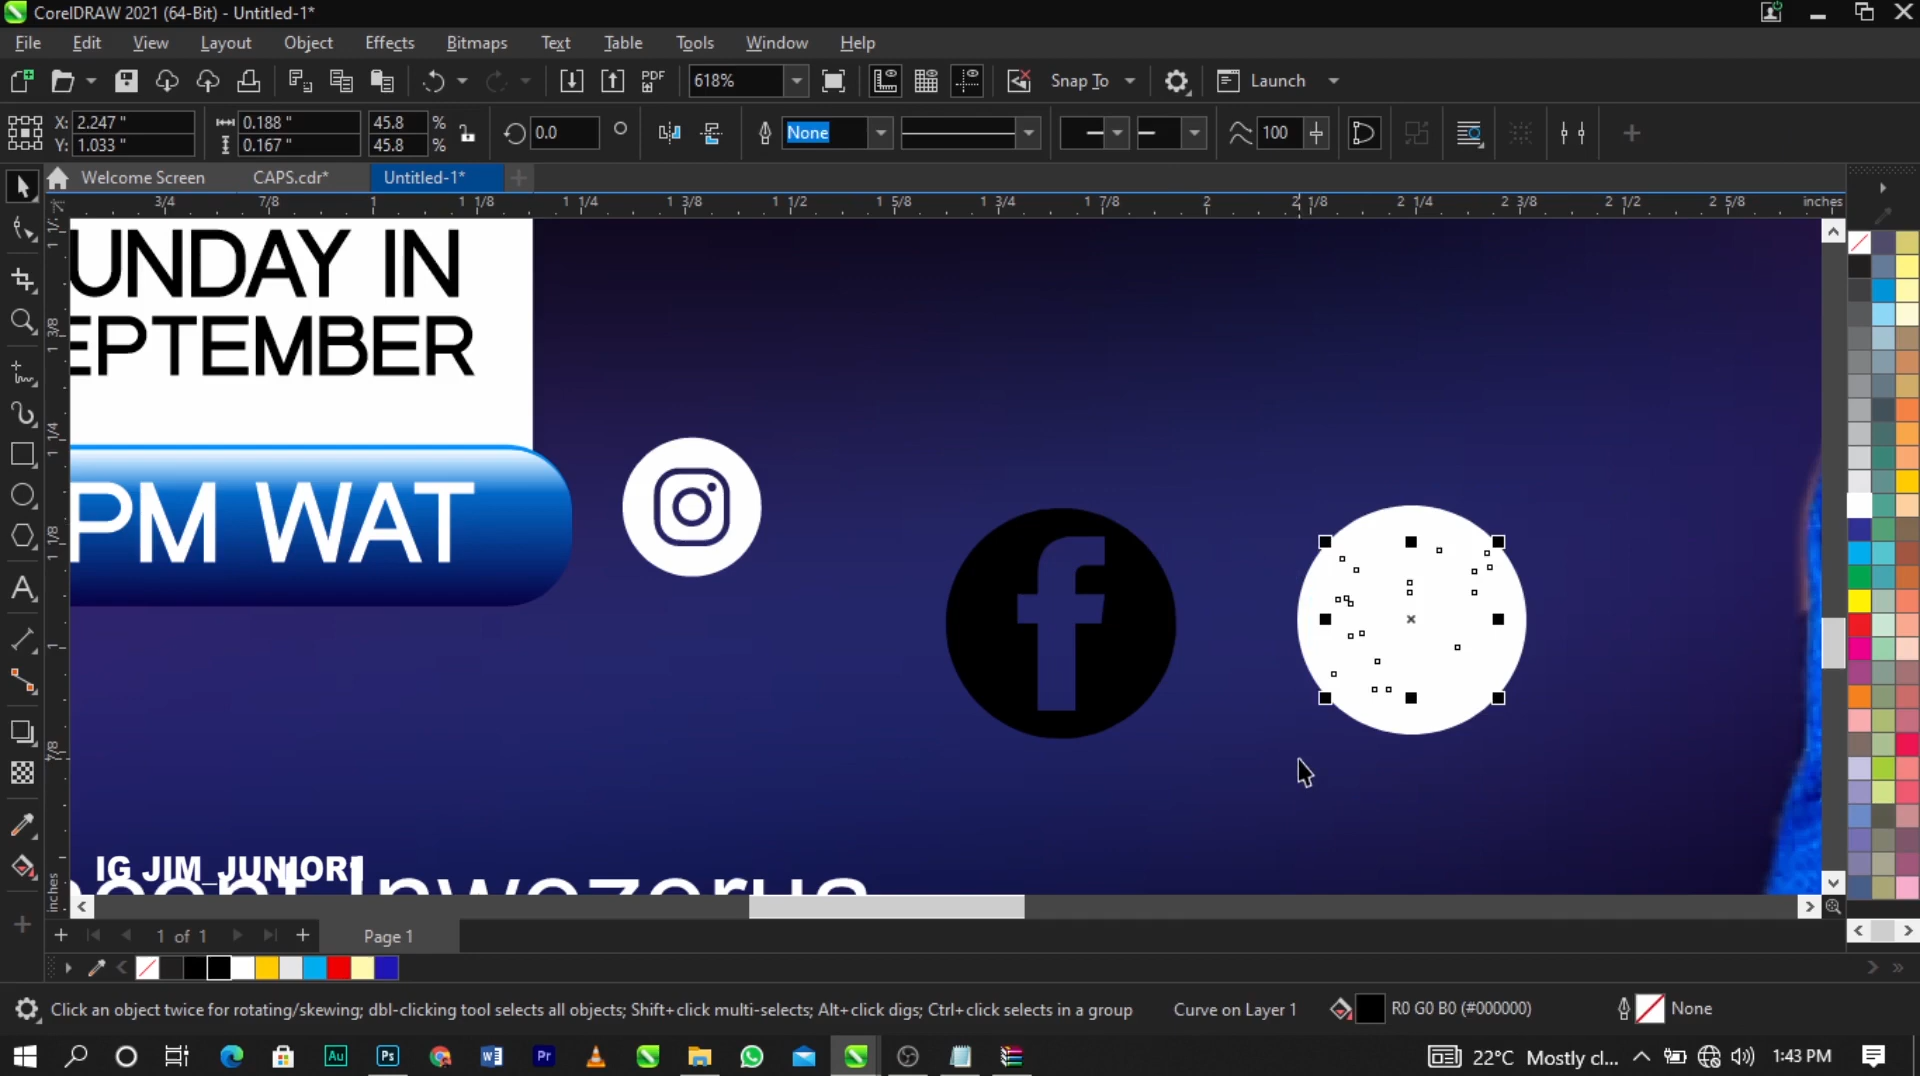 CorelDRAW 2021 (64-Bit) - Untitled-1*
File Edit View Layout Object Effects Bitmaps Text Table Tools Window Help
PDF 618% Snap To Launch
X: 2.247 " 0.188 " 45.8 % 0.0 None 100
Y: 1.033 " 0.167 " 45.8 %
Welcome Screen CAPS.cdr* Untitled-1*
3/4 7/8 1 1 1/8 1 1/4 1 3/8 1 1/2 1 5/8 1 3/4 1 7/8 2 2 1/8 2 1/4 2 3/8 2 1/2 2 5/8 inches
UNDAY IN
EPTEMBER
PM WAT
IG JIM_JUNIOR1
inches
1 of 1 Page 1
Click an object twice for rotating/skewing; dbl-clicking tool selects all objects; Shift+click multi-selects; Alt+click digs; Ctrl+click selects in a group Curve on Layer 1 R0 G0 B0 (#000000) None
22°C Mostly cl... 1:43 PM